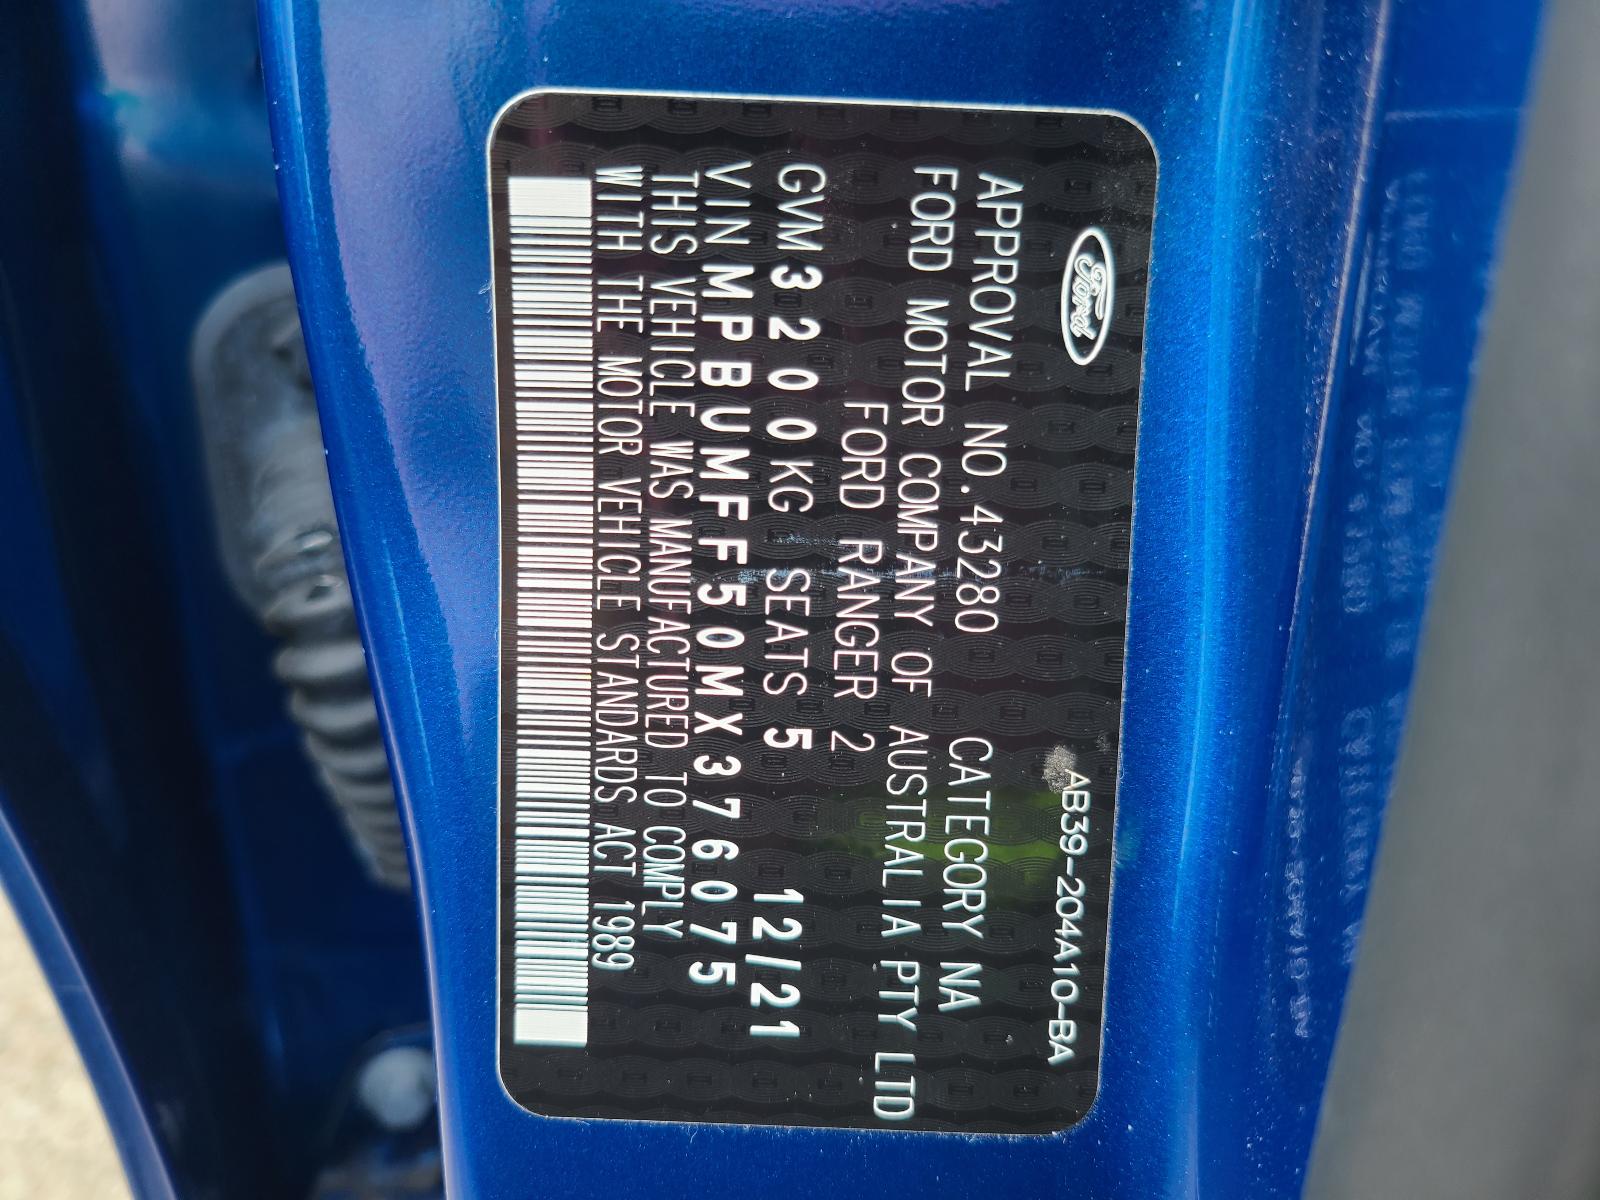 Ford
AB39-204A10-BA
APPROVAL NO.43280 CATEGORY NA
FORD MOTOR COMPANY OF AUSTRALIA PTY LTD
FORD RANGER 2
GVM 3200 KG SEATS 5 12/21
VIN MPBUMFF50MX376075
THIS VEHICLE WAS MANUFACTURED TO COMPLY
WITH THE MOTOR VEHICLE STANDARDS ACT 1989